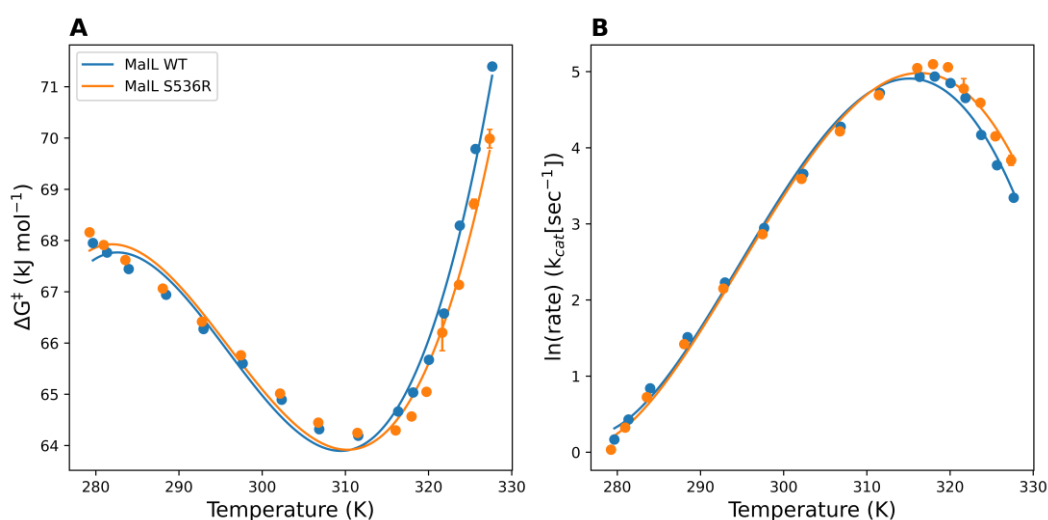 A
MalL WT
MalL S536R
71
70
69
68
67
66
65
64
ΔG‡ (kJ mol⁻¹)
280 290 300 310 320 330
Temperature (K)
B
5
4
3
2
1
0
ln(rate) (k_cat[sec⁻¹])
280 290 300 310 320 330
Temperature (K)